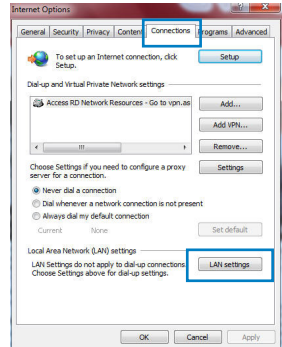 Internet Options
General Security Privacy Content Connections Programs Advanced
To set up an Internet connection, click
Setup.
Setup
Dial-up and Virtual Private Network settings
Access RD Network Resources - Go to vpn.as
Add...
Add VPN...
Remove...
Choose Settings if you need to configure a proxy
server for a connection.
Settings
Never dial a connection
Dial whenever a network connection is not present
Always dial my default connection
Current None
Set default
Local Area Network (LAN) settings
LAN Settings do not apply to dial-up connections.
Choose Settings above for dial-up settings.
LAN settings
OK Cancel Apply